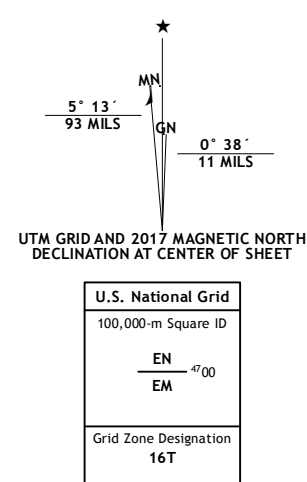 ★
MN
5° 13´
93 MILS
GN
0° 38´
11 MILS
UTM GRID AND 2017 MAGNETIC NORTH
DECLINATION AT CENTER OF SHEET
U.S. National Grid
100,000-m Square ID
EN
4700
EM
Grid Zone Designation
16T